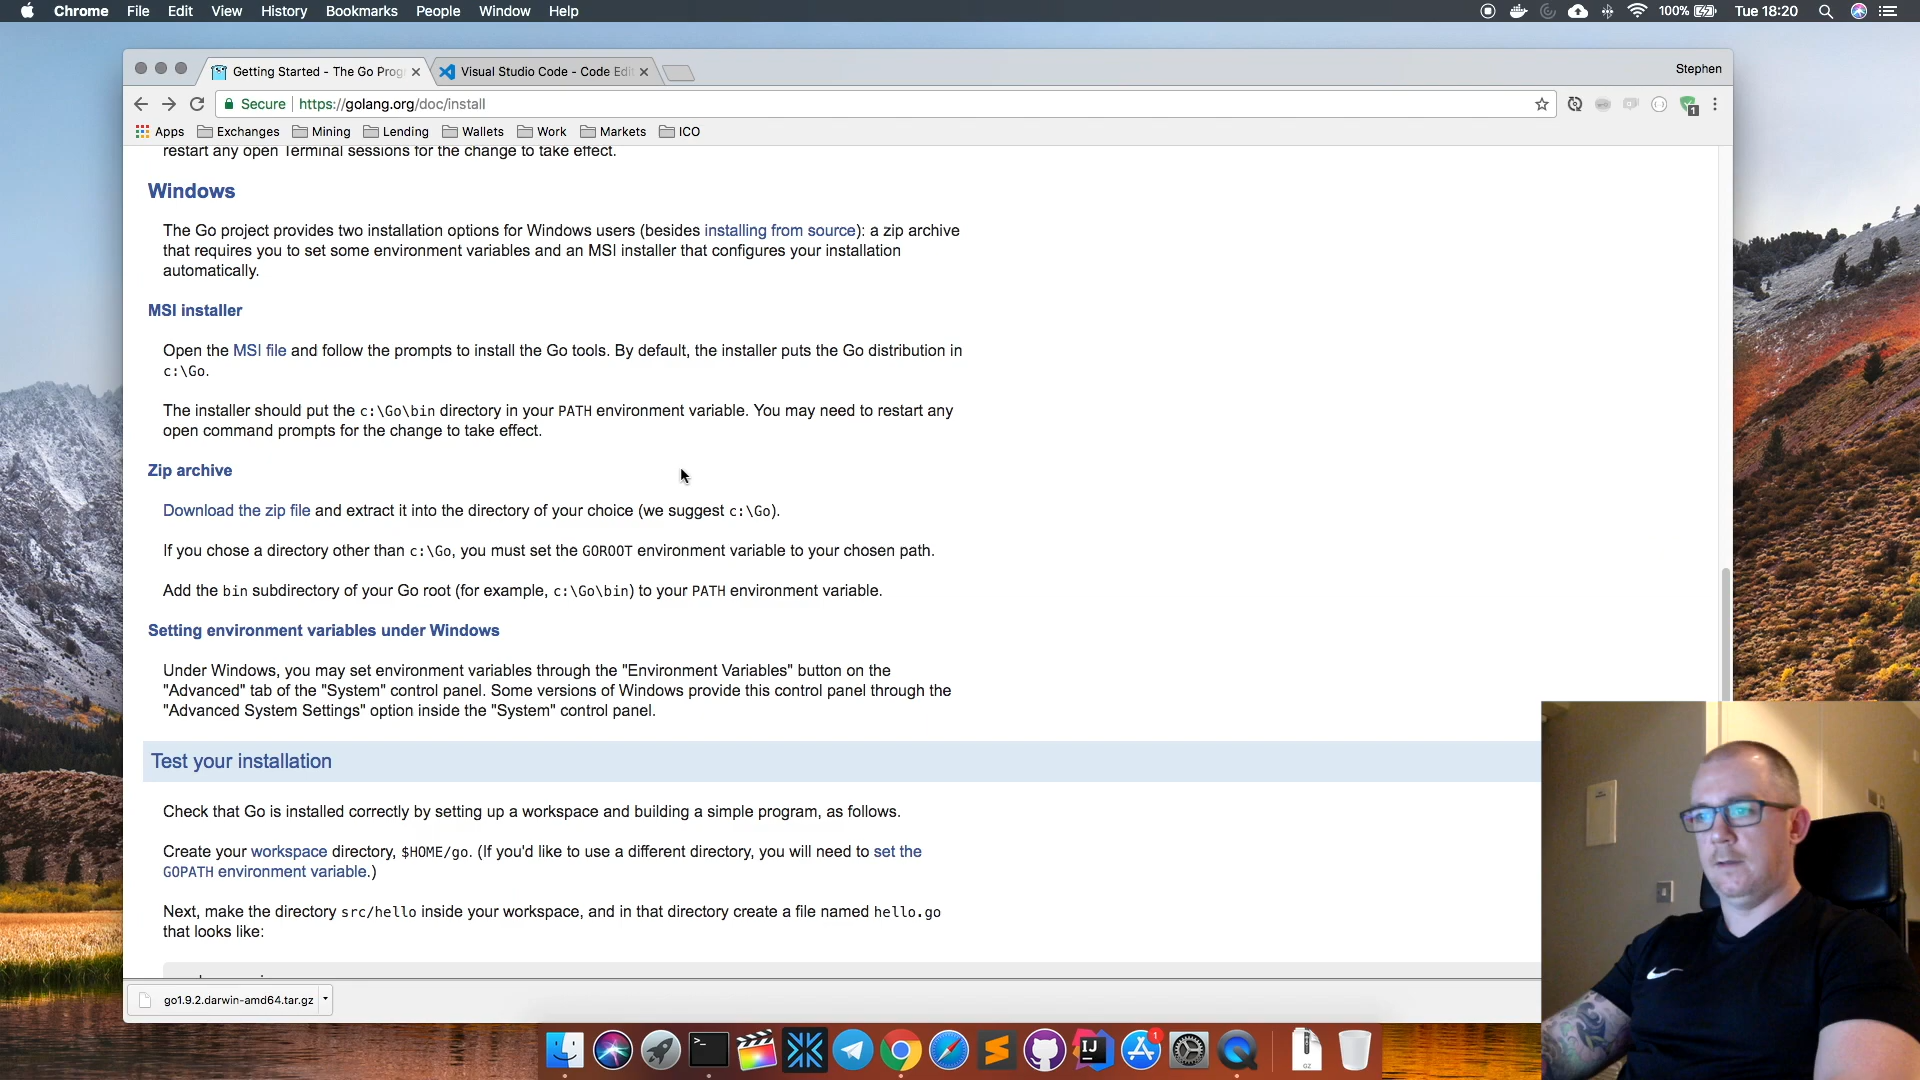 Chrome File Edit View History Bookmarks People Window Help
100% Tue 18:20
Getting Started - The Go Prog
Visual Studio Code - Code Edit
Stephen
Secure https://golang.org/doc/install
Apps Exchanges Mining Lending Wallets Work Markets ICO
restart any open Terminal sessions for the change to take effect.
Windows
The Go project provides two installation options for Windows users (besides installing from source): a zip archive
that requires you to set some environment variables and an MSI installer that configures your installation
automatically.
MSI installer
Open the MSI file and follow the prompts to install the Go tools. By default, the installer puts the Go distribution in
c:\Go.
The installer should put the c:\Go\bin directory in your PATH environment variable. You may need to restart any
open command prompts for the change to take effect.
Zip archive
Download the zip file and extract it into the directory of your choice (we suggest c:\Go).
If you chose a directory other than c:\Go, you must set the GOROOT environment variable to your chosen path.
Add the bin subdirectory of your Go root (for example, c:\Go\bin) to your PATH environment variable.
Setting environment variables under Windows
Under Windows, you may set environment variables through the "Environment Variables" button on the
"Advanced" tab of the "System" control panel. Some versions of Windows provide this control panel through the
"Advanced System Settings" option inside the "System" control panel.
Test your installation
Check that Go is installed correctly by setting up a workspace and building a simple program, as follows.
Create your workspace directory, $HOME/go. (If you'd like to use a different directory, you will need to set the
GOPATH environment variable.)
Next, make the directory src/hello inside your workspace, and in that directory create a file named hello.go
that looks like:
go1.9.2.darwin-amd64.tar.gz
IJ
1
GZ